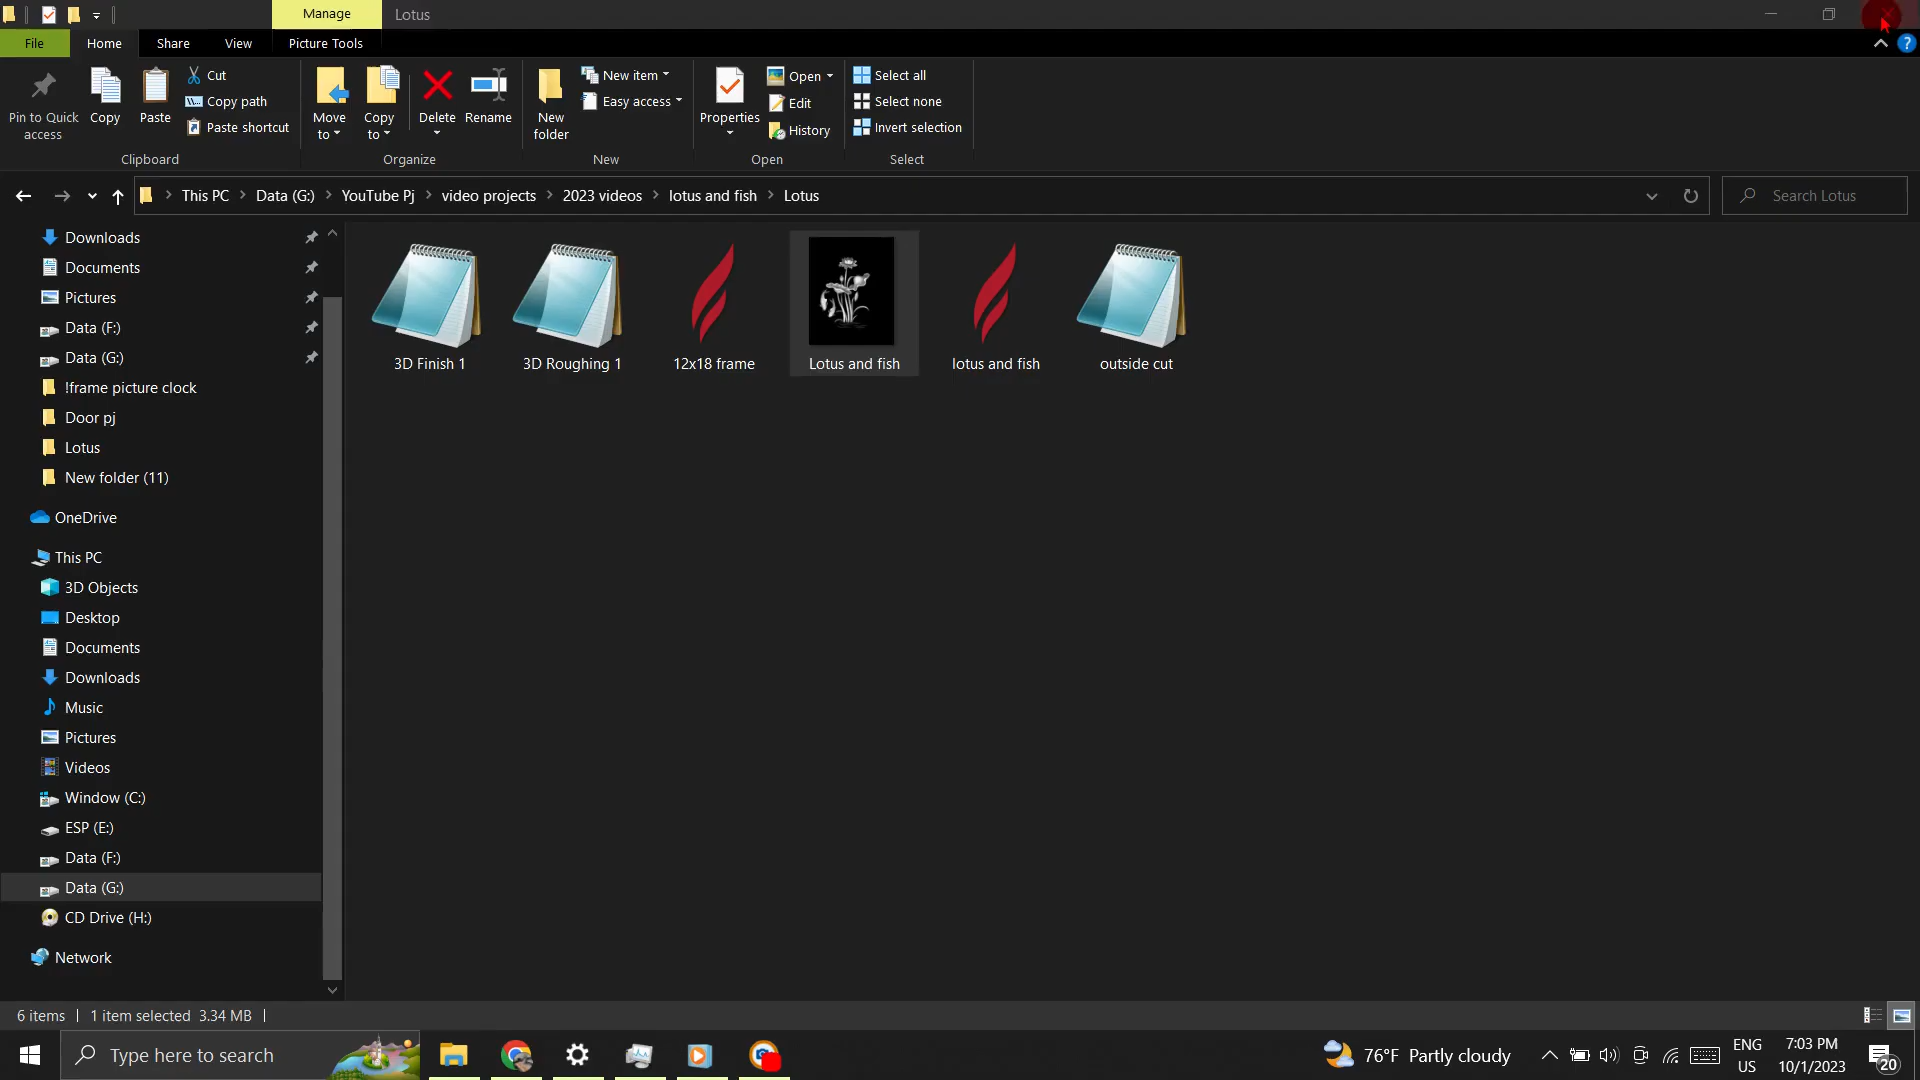 Manage
Lotus
File
Home
Share
View
Picture Tools
Pin to Quick access
Copy
Paste
Cut
Copy path
Paste shortcut
Clipboard
Move to
Copy to
Delete
Rename
Organize
New folder
New item
Easy access
New
Properties
Open
Edit
History
Open
Select all
Select none
Invert selection
Select
This PC
Data (G:)
YouTube Pj
video projects
2023 videos
lotus and fish
Lotus
Search Lotus
Downloads
Documents
Pictures
Data (F:)
Data (G:)
!frame picture clock
Door pj
Lotus
New folder (11)
OneDrive
This PC
3D Objects
Desktop
Documents
Downloads
Music
Pictures
Videos
Window (C:)
ESP (E:)
Data (F:)
Data (G:)
CD Drive (H:)
Network
3D Finish 1
3D Roughing 1
12x18 frame
Lotus and fish
lotus and fish
outside cut
6 items
1 item selected 3.34 MB
Type here to search
76°F Partly cloudy
ENG
US
7:03 PM
10/1/2023
20